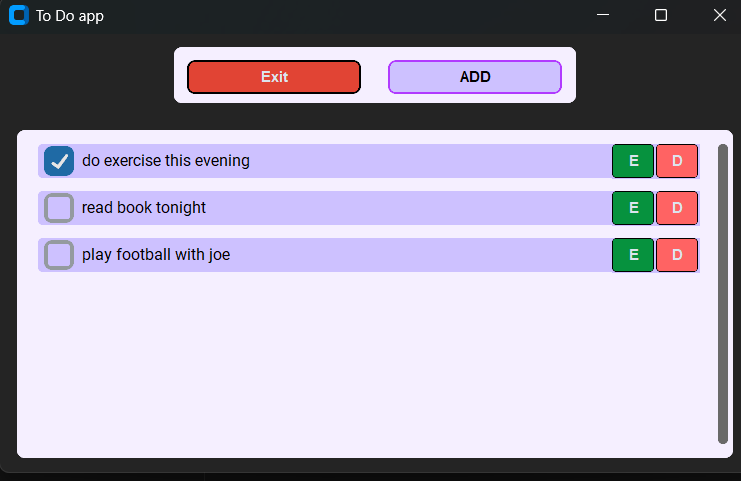 To Do app
Exit ADD
do exercise this evening E D
read book tonight E D
play football with joe E D